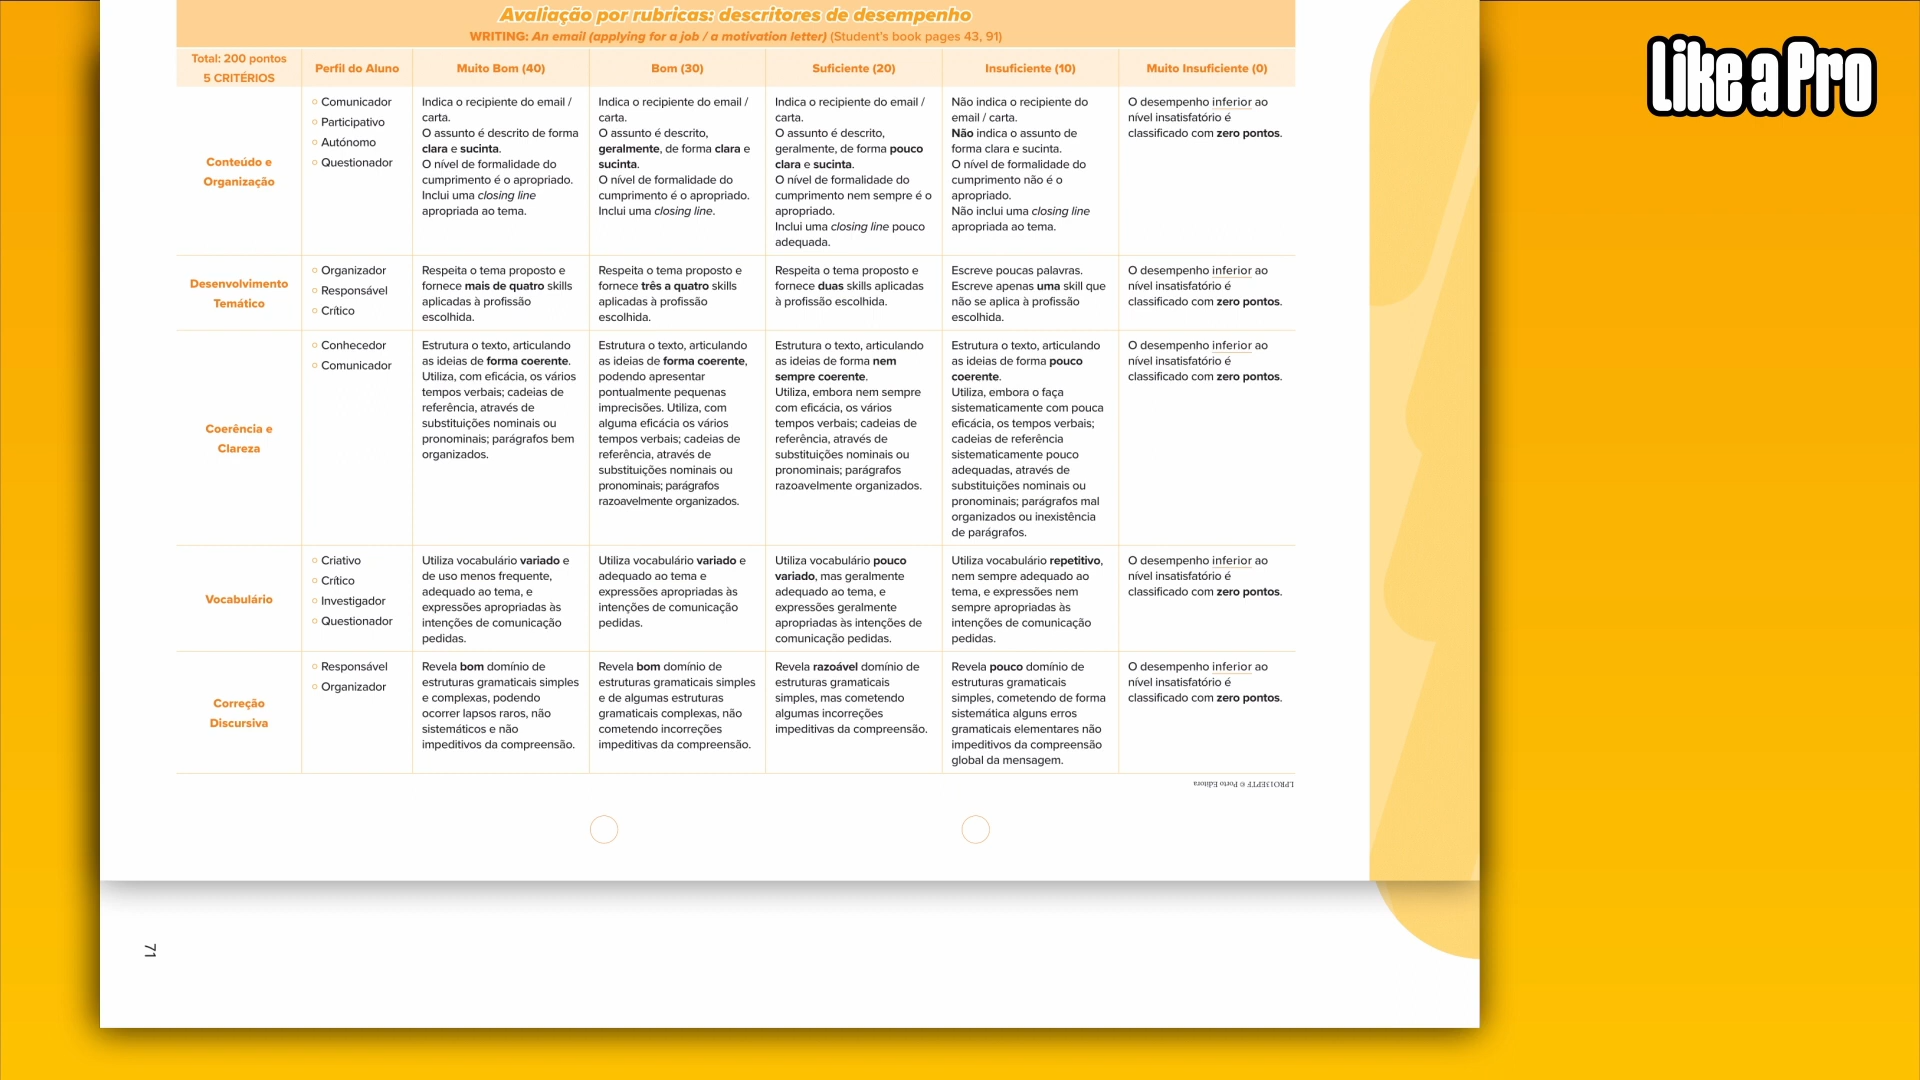 Avaliação por rubricas: descritores de desempenho
WRITING: An email (applying for a job / a motivation letter) (Student's book pages 43, 91)
Like a Pro
Total: 200 pontos
5 CRITÉRIOS
Perfil do Aluno
Muito Bom (40)
Bom (30)
Suficiente (20)
Insuficiente (10)
Muito Insuficiente (0)
Conteúdo e
Organização
Comunicador
Participativo
Autónomo
Questionador
Indica o recipiente do email /
carta.
O assunto é descrito de forma
clara e sucinta.
O nível de formalidade do
cumprimento é o apropriado.
Inclui uma closing line
apropriada ao tema.
Indica o recipiente do email /
carta.
O assunto é descrito,
geralmente, de forma clara e
sucinta.
O nível de formalidade do
cumprimento é o apropriado.
Inclui uma closing line.
Indica o recipiente do email /
carta.
O assunto é descrito,
geralmente, de forma pouco
clara e sucinta.
O nível de formalidade do
cumprimento nem sempre é o
apropriado.
Inclui uma closing line pouco
adequada.
Não indica o recipiente do
email / carta.
Não indica o assunto de
forma clara e sucinta.
O nível de formalidade do
cumprimento não é o
apropriado.
Não inclui uma closing line
apropriada ao tema.
O desempenho inferior ao
nível insatisfatório é
classificado com zero pontos.
Desenvolvimento
Temático
Organizador
Responsável
Crítico
Respeita o tema proposto e
fornece mais de quatro skills
aplicadas à profissão
escolhida.
Respeita o tema proposto e
fornece três a quatro skills
aplicadas à profissão
escolhida.
Respeita o tema proposto e
fornece duas skills aplicadas
à profissão escolhida.
Escreve poucas palavras.
Escreve apenas uma skill que
não se aplica à profissão
escolhida.
O desempenho inferior ao
nível insatisfatório é
classificado com zero pontos.
Coerência e
Clareza
Conhecedor
Comunicador
Estrutura o texto, articulando
as ideias de forma coerente.
Utiliza, com eficácia, os vários
tempos verbais; cadeias de
referência, através de
substituições nominais ou
pronominais; parágrafos bem
organizados.
Estrutura o texto, articulando
as ideias de forma coerente,
podendo apresentar
pontualmente pequenas
imprecisões. Utiliza, com
alguma eficácia os vários
tempos verbais; cadeias de
referência, através de
substituições nominais ou
pronominais; parágrafos
razoavelmente organizados.
Estrutura o texto, articulando
as ideias de forma nem
sempre coerente.
Utiliza, embora nem sempre
com eficácia, os vários
tempos verbais; cadeias de
referência, através de
substituições nominais ou
pronominais; parágrafos
razoavelmente organizados.
Estrutura o texto, articulando
as ideias de forma pouco
coerente.
Utiliza, embora o faça
sistematicamente com pouca
eficácia, os tempos verbais;
cadeias de referência
sistematicamente pouco
adequadas, através de
substituições nominais ou
pronominais; parágrafos mal
organizados ou inexistência
de parágrafos.
O desempenho inferior ao
nível insatisfatório é
classificado com zero pontos.
Vocabulário
Criativo
Crítico
Investigador
Questionador
Utiliza vocabulário variado e
de uso menos frequente,
adequado ao tema, e
expressões apropriadas às
intenções de comunicação
pedidas.
Utiliza vocabulário variado e
adequado ao tema e
expressões apropriadas às
intenções de comunicação
pedidas.
Utiliza vocabulário pouco
variado, mas geralmente
adequado ao tema, e
expressões geralmente
apropriadas às intenções de
comunicação pedidas.
Utiliza vocabulário repetitivo,
nem sempre adequado ao
tema, e expressões nem
sempre apropriadas às
intenções de comunicação
pedidas.
O desempenho inferior ao
nível insatisfatório é
classificado com zero pontos.
Correção
Discursiva
Responsável
Organizador
Revela bom domínio de
estruturas gramaticais simples
e complexas, podendo
ocorrer lapsos raros, não
sistemáticos e não
impeditivos da compreensão.
Revela bom domínio de
estruturas gramaticais simples
e de algumas estruturas
gramaticais complexas, não
cometendo incorreções
impeditivas da compreensão.
Revela razoável domínio de
estruturas gramaticais
simples, mas cometendo
algumas incorreções
impeditivas da compreensão.
Revela pouco domínio de
estruturas gramaticais
simples, cometendo de forma
sistemática alguns erros
gramaticais elementares não
impeditivos da compreensão
global da mensagem.
O desempenho inferior ao
nível insatisfatório é
classificado com zero pontos.
LPRO13EPTF © Porto Editora
71